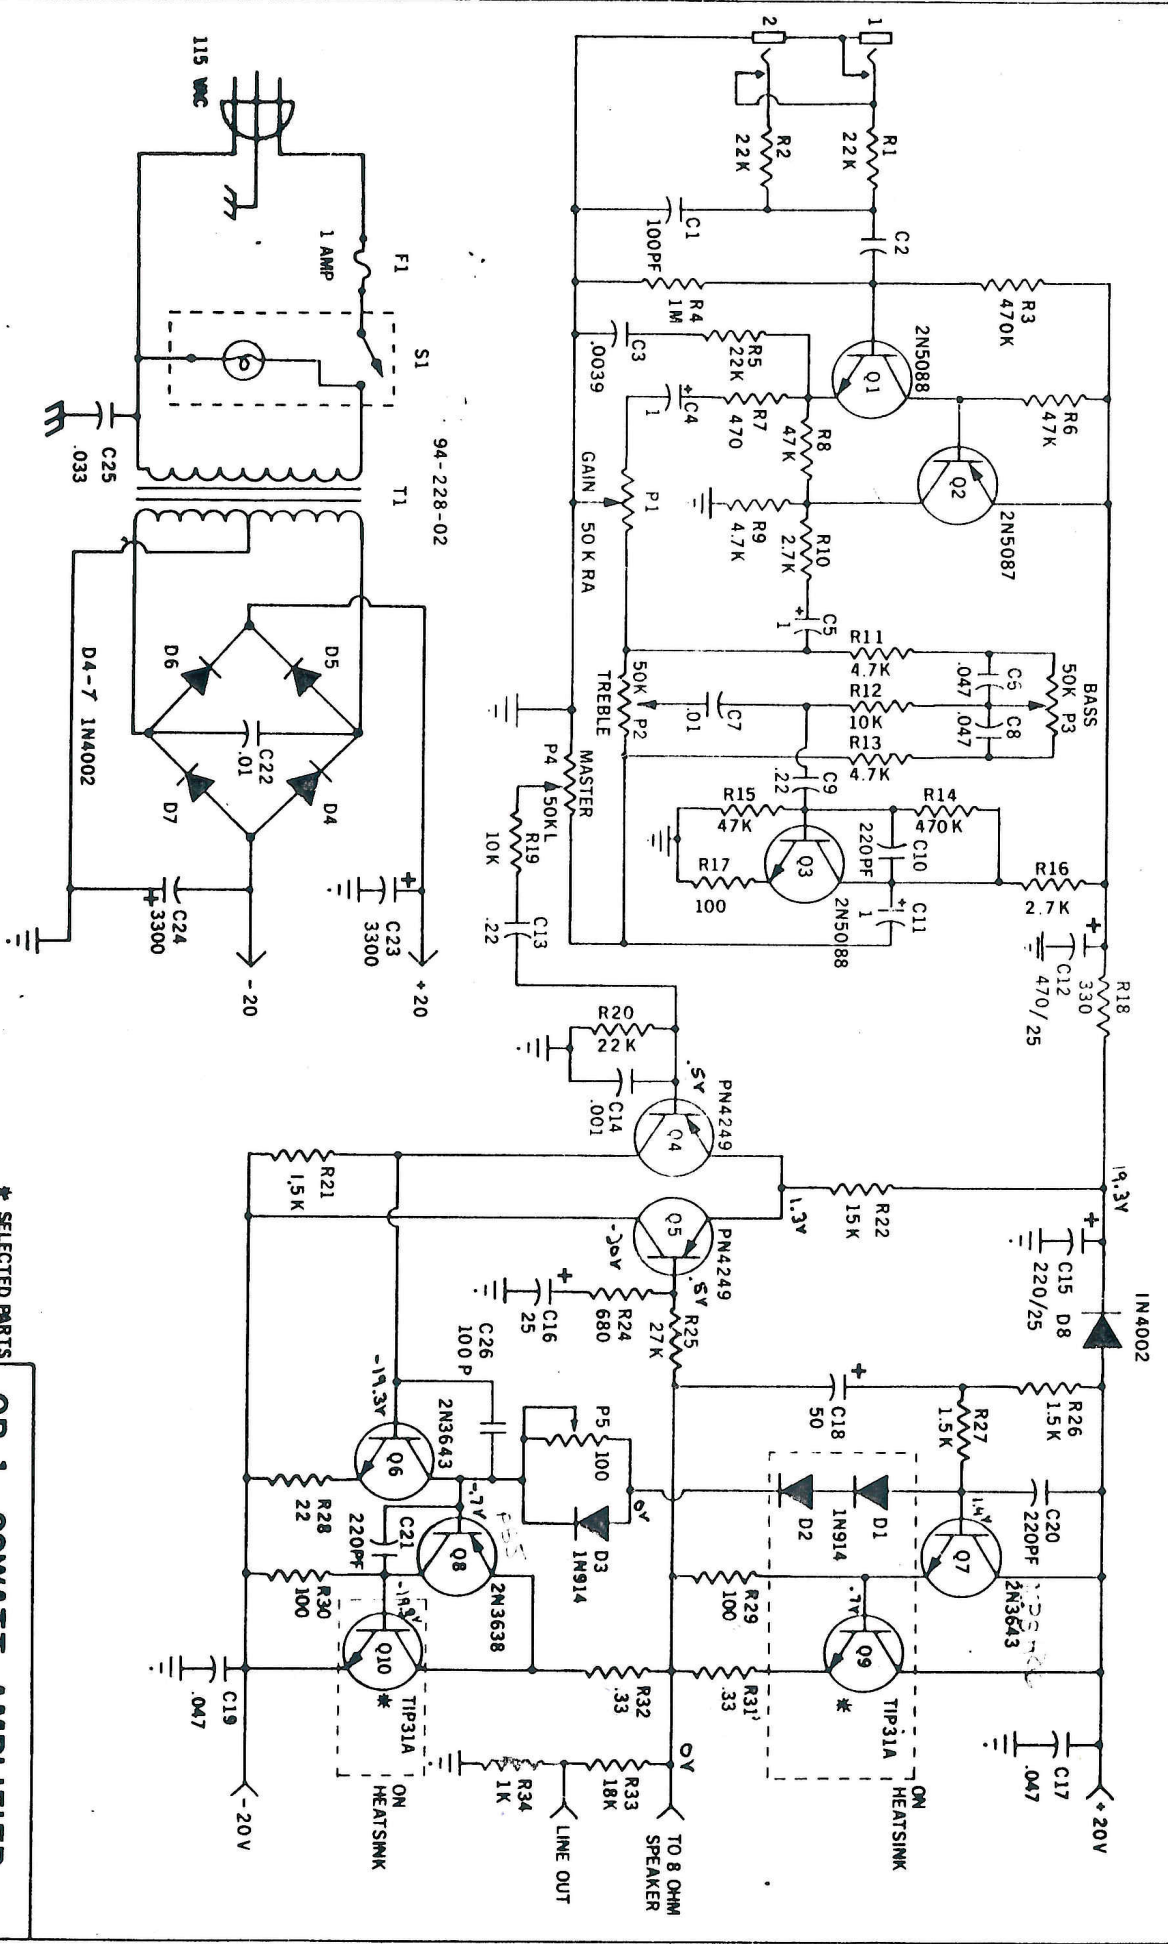 2
1
R1
22K
R2
22K
C1
100PF
C2
R3
470K
R4
1M
C3
.0039
R5
22K
2N5088
Q1
R6
47K
C4
+
1
R7
470
R8
47K
Q2
2N5087
GAIN
P1
50 K RA
R9
4.7K
R10
2.7K
C5
+
1
R11
4.7K
.047
BASS
50K P3
50K P2
TREBLE
C7
.01
R12
10K
C8
.047
R13
4.7K
C9
.22
MASTER
P4
50KL
R19
10K
C13
.22
R15
47K
R17
100
Q3
2N5088
C10
220PF
R14
470K
C11
+
1
R16
2.7K
+
C12
470/25
R18
330
R20
22K
C14
.001
.5V
PN4249
Q4
R21
1.5K
Q5
PN4249
-20V
.5V
1.3V
R22
15K
19.3V
+
C15
220/25
D8
1N4002
+
C16
25
R24
680
R25
27K
C26
100P
-19.3V
2N3643
Q6
R28
22
P5
100
D3
1N914
0V
-.7V
C18
+
50
R27
1.5K
R26
1.5K
D2
D1
1N914
1.4V
C20
220PF
Q7
2N3643
C21
220PF
Q8
2N3638
R30
100
-19.9V
Q10
*
TIP31A
ON
HEATSINK
R29
100
.7V
Q9
*
TIP31A
ON
HEATSINK
R32
.33
R31
.33
C19
.047
C17
.047
R34
1K
R33
18K
0V
LINE OUT
TO 8 OHM
SPEAKER
-20V
+20V
115 VAC
F1
1 AMP
S1
C25
.033
T1
94-228-02
D6
D5
C22
.01
D7
D4
D4-7 1N4002
C24
+
3300
C23
+
3300
-20
+20
* SELECTED PARTS